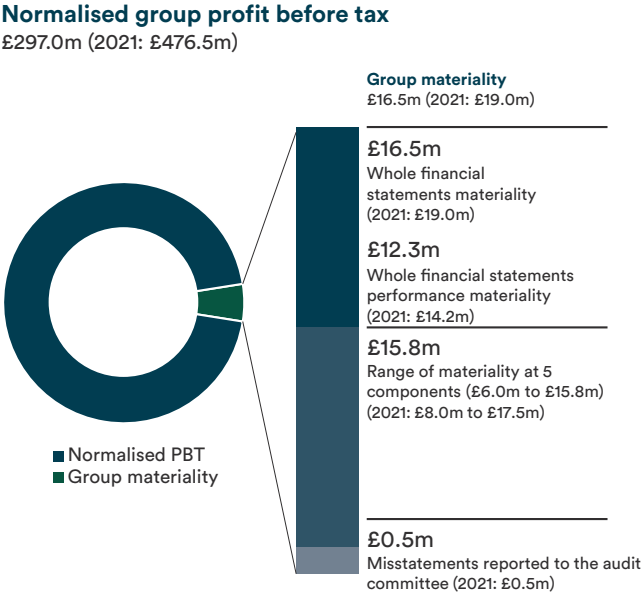 Normalised group profit before tax
£297.0m (2021: £476.5m)
Group materiality
£16.5m (2021: £19.0m)
£16.5m
Whole financial
statements materiality
(2021: £19.0m)
£12.3m
Whole financial statements
performance materiality
(2021: £14.2m)
£15.8m
Range of materiality at 5
components (£6.0m to £15.8m)
(2021: £8.0m to £17.5m)
£0.5m
Misstatements reported to the audit
committee (2021: £0.5m)
Normalised PBT
Group materiality